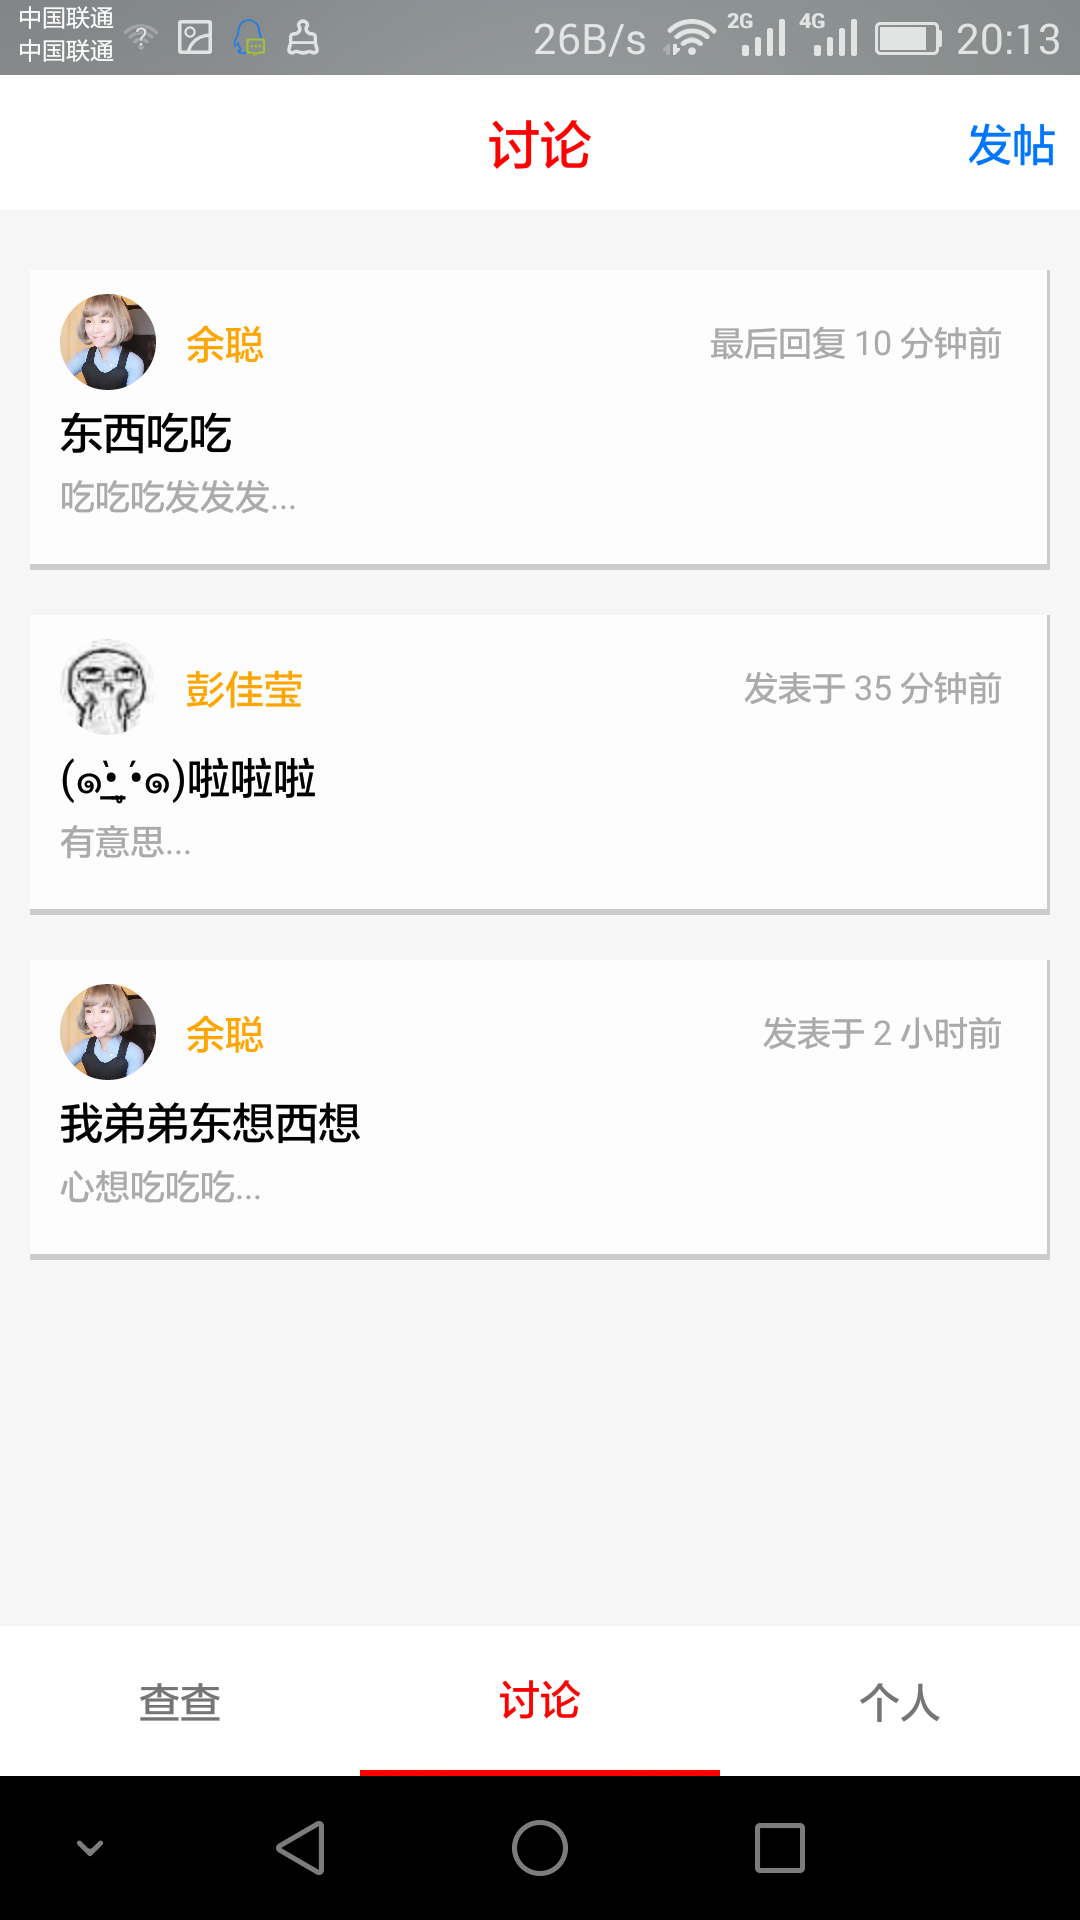 中国联通
中国联通
26B/s 2G 4G 20:13
讨论 发帖
余聪 最后回复 10 分钟前
东西吃吃
吃吃吃发发发...
彭佳莹 发表于 35 分钟前
(๑•̀ㅂ•́๑)啦啦啦
有意思...
余聪 发表于 2 小时前
我弟弟东想西想
心想吃吃吃...
查查 讨论 个人